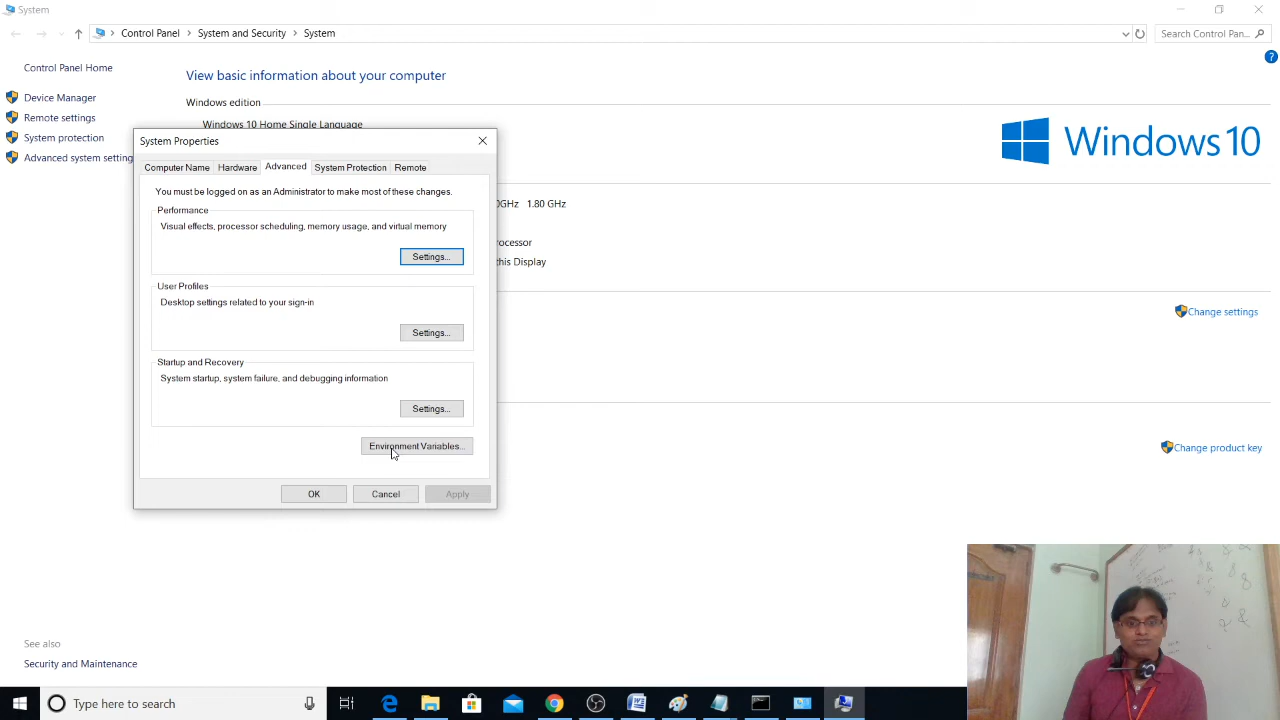 System
Control Panel > System and Security > System
Search Control Pan...
Control Panel Home
Device Manager
Remote settings
System protection
Advanced system setting
View basic information about your computer
Windows edition
Windows 10 Home Single Language
Windows 10
0GHz 1.80 GHz
rocessor
this Display
Change settings
Change product key
System Properties
Computer Name
Hardware
Advanced
System Protection
Remote
You must be logged on as an Administrator to make most of these changes.
Performance
Visual effects, processor scheduling, memory usage, and virtual memory
Settings...
User Profiles
Desktop settings related to your sign-in
Settings...
Startup and Recovery
System startup, system failure, and debugging information
Settings...
Environment Variables...
OK
Cancel
Apply
See also
Security and Maintenance
Type here to search